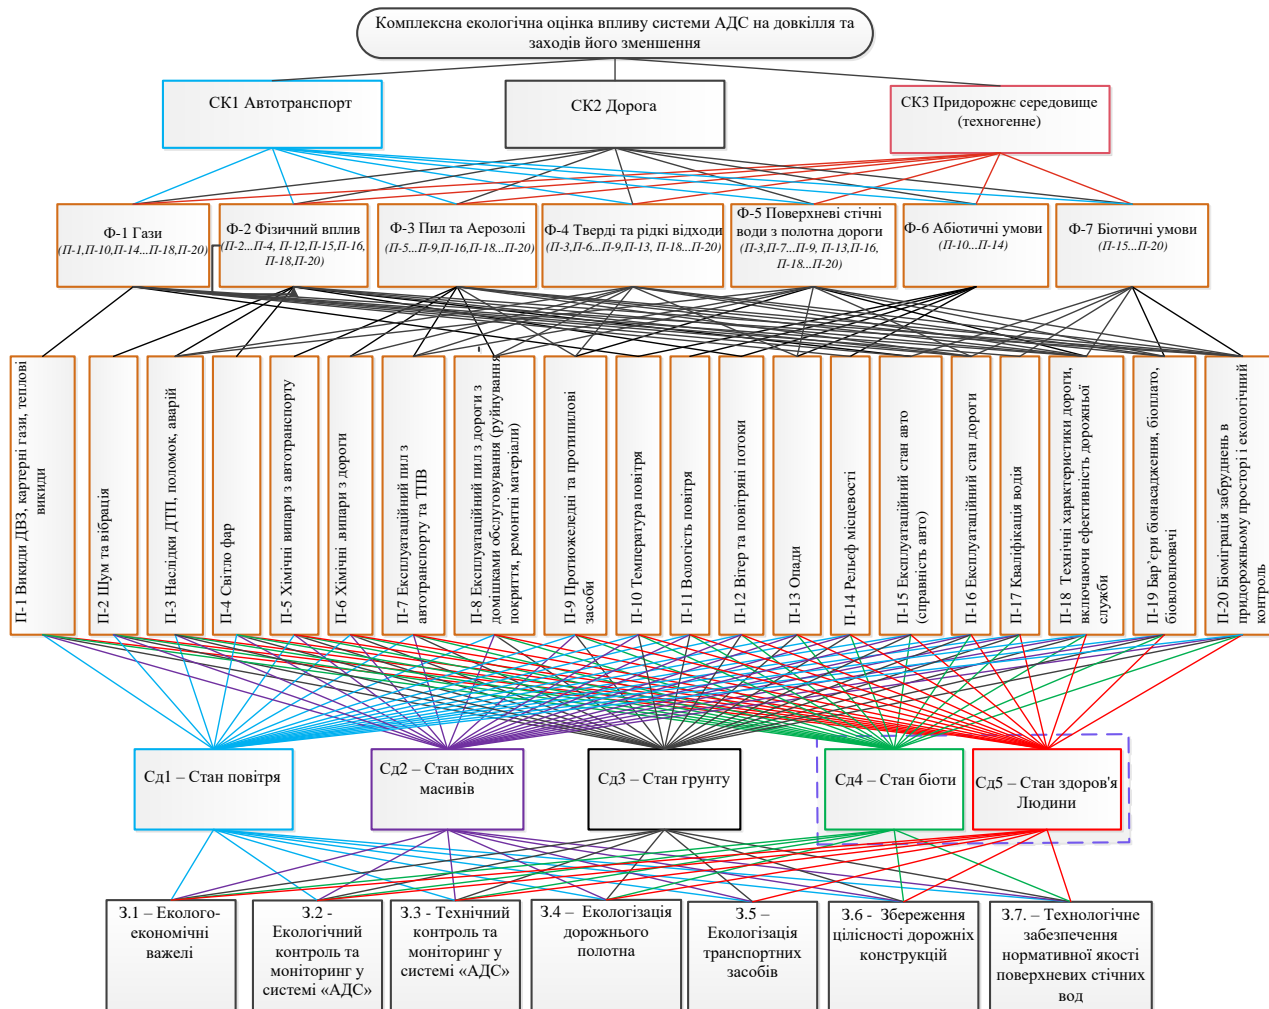 Комплексна екологічна оцінка впливу системи АДС на довкілля та
заходів його зменшення
СК1 Автотранспорт
СК2 Дорога
СК3 Придорожнє середовище
(техногенне)
Ф-1 Гази
(П-1,П-10,П-14...П-18,П-20)
Ф-2 Фізичний вплив
(П-2...П-4, П-12,П-15,П-16,
П-18,П-20)
Ф-3 Пил та Аерозолі
(П-5...П-9,П-16,П-18...П-20)
Ф-4 Тверді та рідкі відходи
(П-3,П-6...П-9,П-13, П-18...П-20)
Ф-5 Поверхневі стічні
води з полотна дороги
(П-3,П-7...П-9, П-13,П-16,
П-18...П-20)
Ф-6 Абіотичні умови
(П-10...П-14)
Ф-7 Біотичні умови
(П-15...П-20)
П-1 Викиди ДВЗ, картерні гази, теплові
викиди
П-2 Шум та вібрація
П-3 Наслідки ДТП, поломок, аварій
П-4 Світло фар
П-5 Хімічні випари з автотранспорту
П-6 Хімічні .випари з дороги
П-7 Експлуатаційний пил з
автотранспорту та ТПВ
П-8 Експлуатаційний пил з дороги з
домішками обслуговування (руйнування
покриття, ремонтні матеріали)
П-9 Протиожеледні та протипилові
засоби
П-10 Температура повітря
П-11 Вологість повітря
П-12 Вітер та повітряні потоки
П-13 Опади
П-14 Рельєф місцевості
П-15 Експлуатаційний стан авто
(справність авто)
П-16 Експлуатаційний стан дороги
П-17 Кваліфікація водія
П-18 Технічні характеристики дороги,
включаючи ефективність дорожньої
служби
П-19 Бар’єри біонасадження, біоплато,
біовловлювачі
П-20 Біоміграція забруднень в
придорожньому просторі і екологічний
контроль
Сд1 – Стан повітря
Сд2 – Стан водних
масивів
Сд3 – Стан грунту
Сд4 – Стан біоти
Сд5 – Стан здоров'я
Людини
З.1 – Еколого-
економічні
важелі
З.2 -
Екологічний
контроль та
моніторинг у
системі «АДС»
З.3 - Технічний
контроль та
моніторинг у
системі «АДС»
З.4 – Екологізація
дорожнього
полотна
З.5 –
Екологізація
транспортних
засобів
З.6 - Збереження
цілісності дорожніх
конструкцій
З.7. – Технологічне
забезпечення
нормативної якості
поверхневих стічних
вод